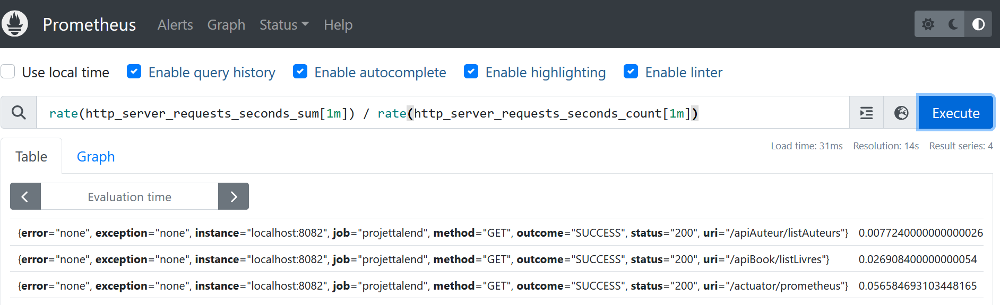 Prometheus Alerts Graph Status Help
Use local time Enable query history Enable autocomplete Enable highlighting Enable linter
rate(http_server_requests_seconds_sum[1m]) / rate(http_server_requests_seconds_count[1m]) Execute
Load time: 31ms Resolution: 14s Result series: 4
Table Graph
Evaluation time
{error="none", exception="none", instance="localhost:8082", job="projettalend", method="GET", outcome="SUCCESS", status="200", uri="/apiAuteur/listAuteurs"} 0.0077240000000000026
{error="none", exception="none", instance="localhost:8082", job="projettalend", method="GET", outcome="SUCCESS", status="200", uri="/apiBook/listLivres"} 0.026908400000000054
{error="none", exception="none", instance="localhost:8082", job="projettalend", method="GET", outcome="SUCCESS", status="200", uri="/actuator/prometheus"} 0.056584693103448165